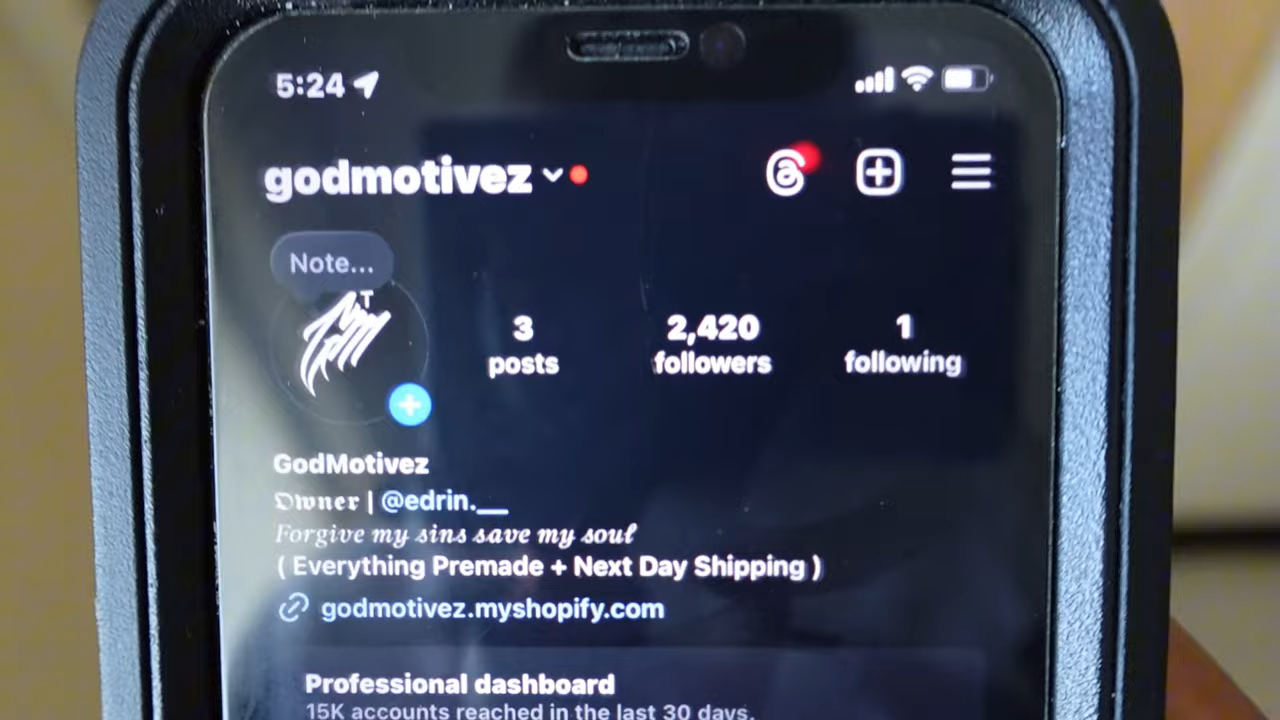 5:24
godmotivez
Note...
3 posts
2,420 followers
1 following
GodMotivez
𝕺𝖜𝖓𝖊𝖗 | @edrin.__
𝓕𝓸𝓻𝓰𝓲𝓿𝓮 𝓶𝔂 𝓼𝓲𝓷𝓼 𝓼𝓪𝓿𝓮 𝓶𝔂 𝓼𝓸𝓾𝓵
( Everything Premade + Next Day Shipping )
godmotivez.myshopify.com
Professional dashboard
15K accounts reached in the last 30 days.